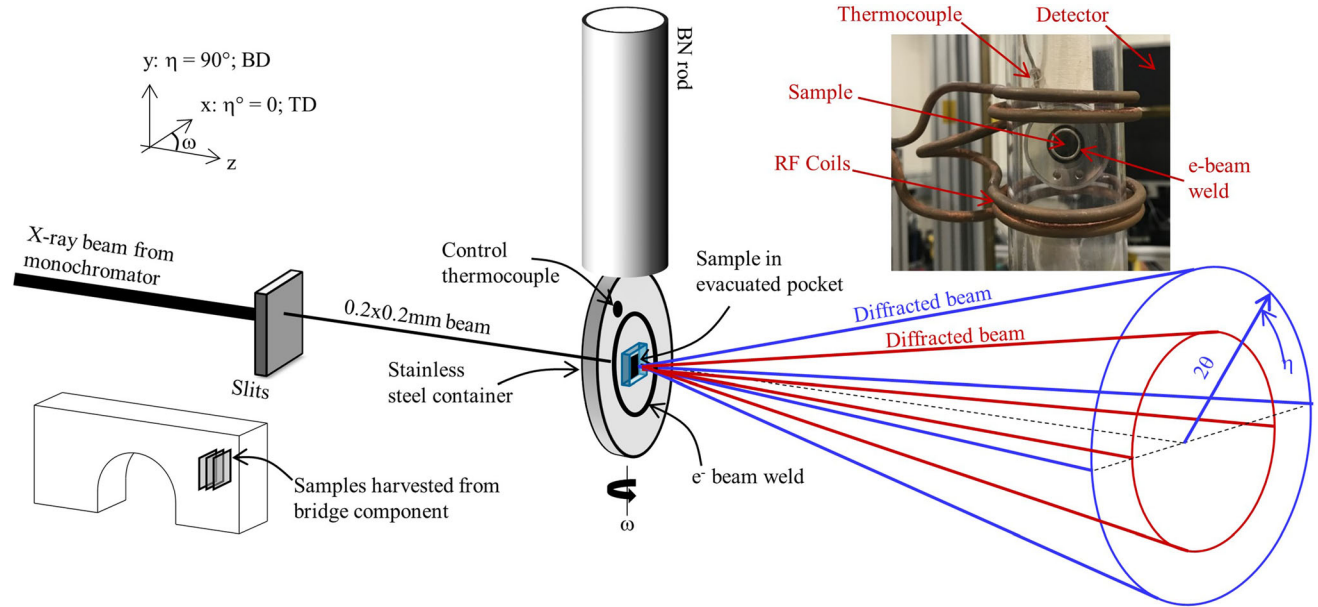 y: η = 90°; BD
x: η° = 0; TD
ω
z
X-ray beam from
monochromator
Slits
0.2x0.2mm beam
Control
thermocouple
Stainless
steel container
BN rod
Sample in
evacuated pocket
e⁻ beam weld
ω
Samples harvested from
bridge component
Thermocouple
Detector
Sample
RF Coils
e-beam
weld
Diffracted beam
Diffracted beam
2θ
η